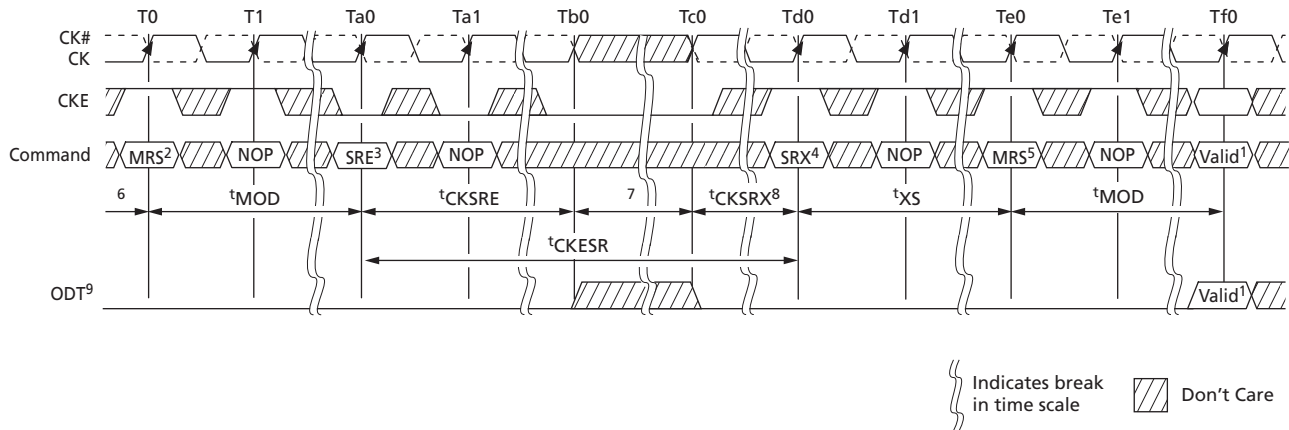 T0 T1 Ta0 Ta1 Tb0 Tc0 Td0 Td1 Te0 Te1 Tf0
CK#
CK
CKE
Command MRS2 NOP SRE3 NOP SRX4 NOP MRS5 NOP Valid1
6 tMOD tCKSRE 7 tCKSRX8 tXS tMOD
tCKESR
ODT9 Valid1
Indicates break
in time scale
Don't Care